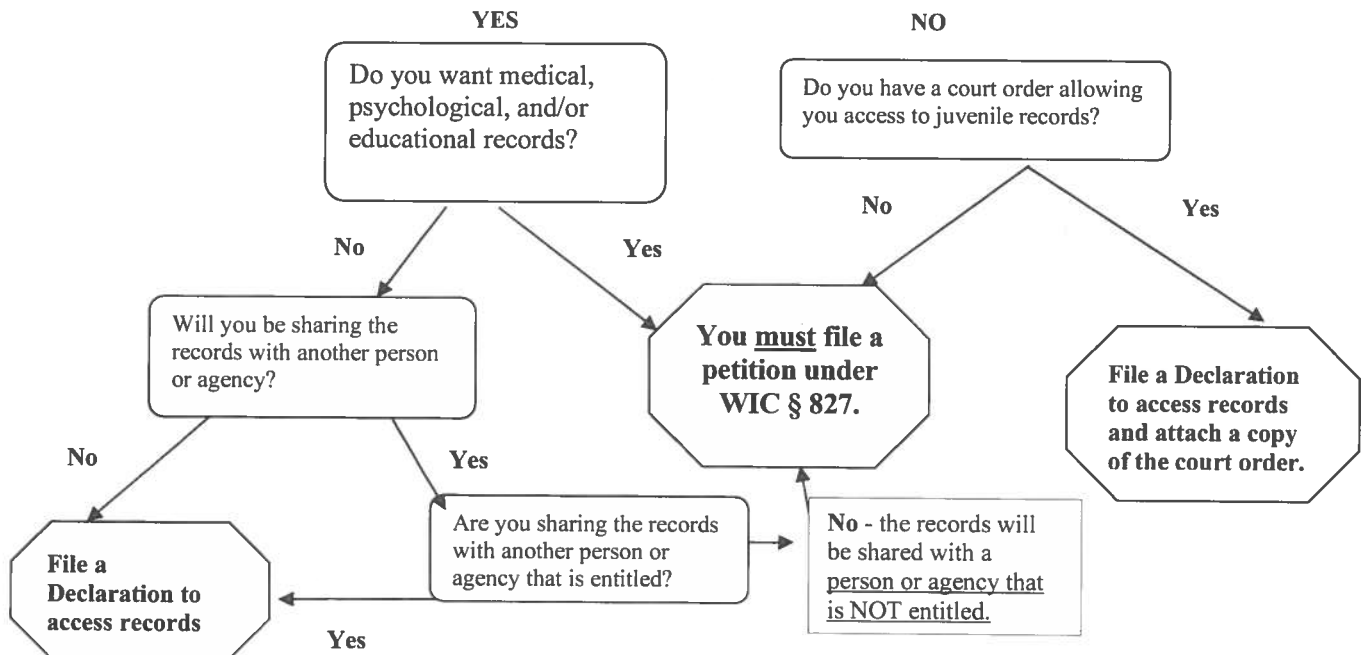 YES
NO
Do you want medical,
psychological, and/or
educational records?
Do you have a court order allowing
you access to juvenile records?
No
Yes
No
Yes
Will you be sharing the
records with another person
or agency?
You must file a
petition under
WIC § 827.
File a Declaration
to access records
and attach a copy
of the court order.
No
Yes
Are you sharing the records
with another person or
agency that is entitled?
No - the records will
be shared with a
person or agency that
is NOT entitled.
File a
Declaration to
access records
Yes